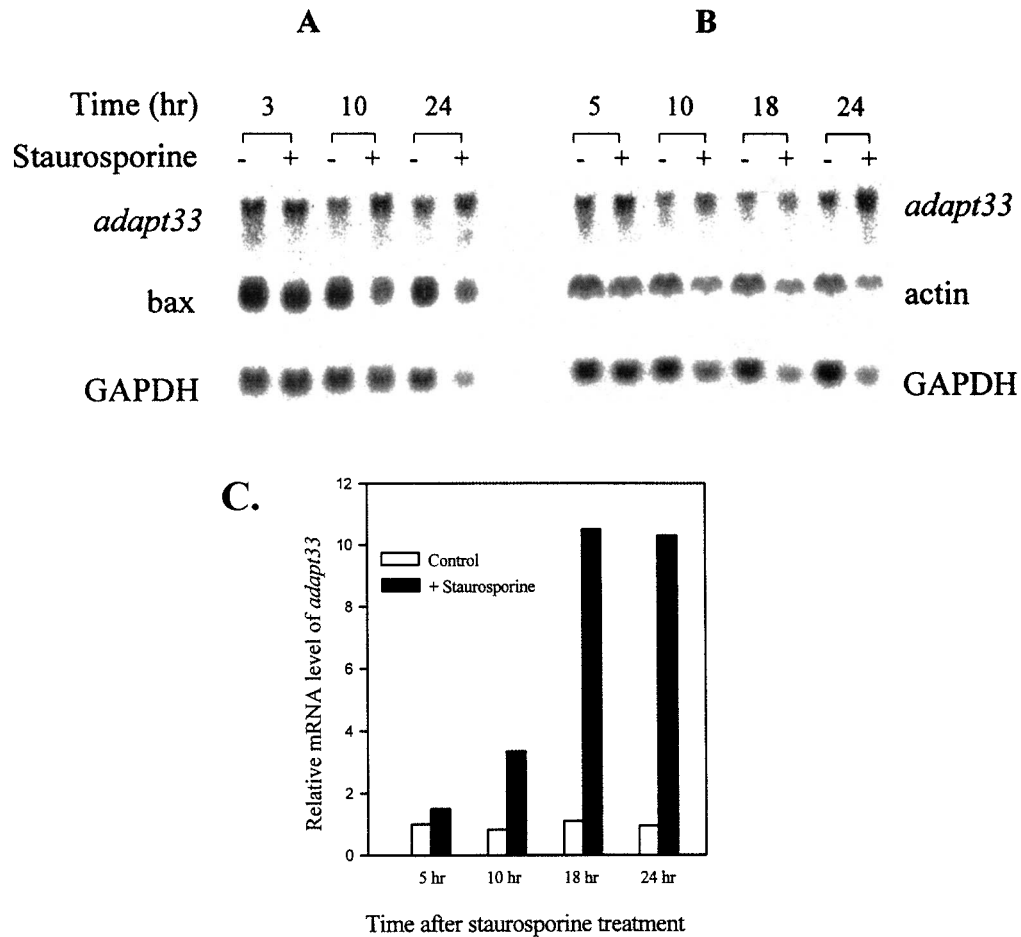 A
B
Time (hr) 3 10 24 5 10 18 24
Staurosporine - + - + - + - + - + - + - +
adapt33 adapt33
bax actin
GAPDH GAPDH
C.
12
10
8
6
4
2
0
Relative mRNA level of adapt33
Control
+ Staurosporine
5 hr 10 hr 18 hr 24 hr
Time after staurosporine treatment